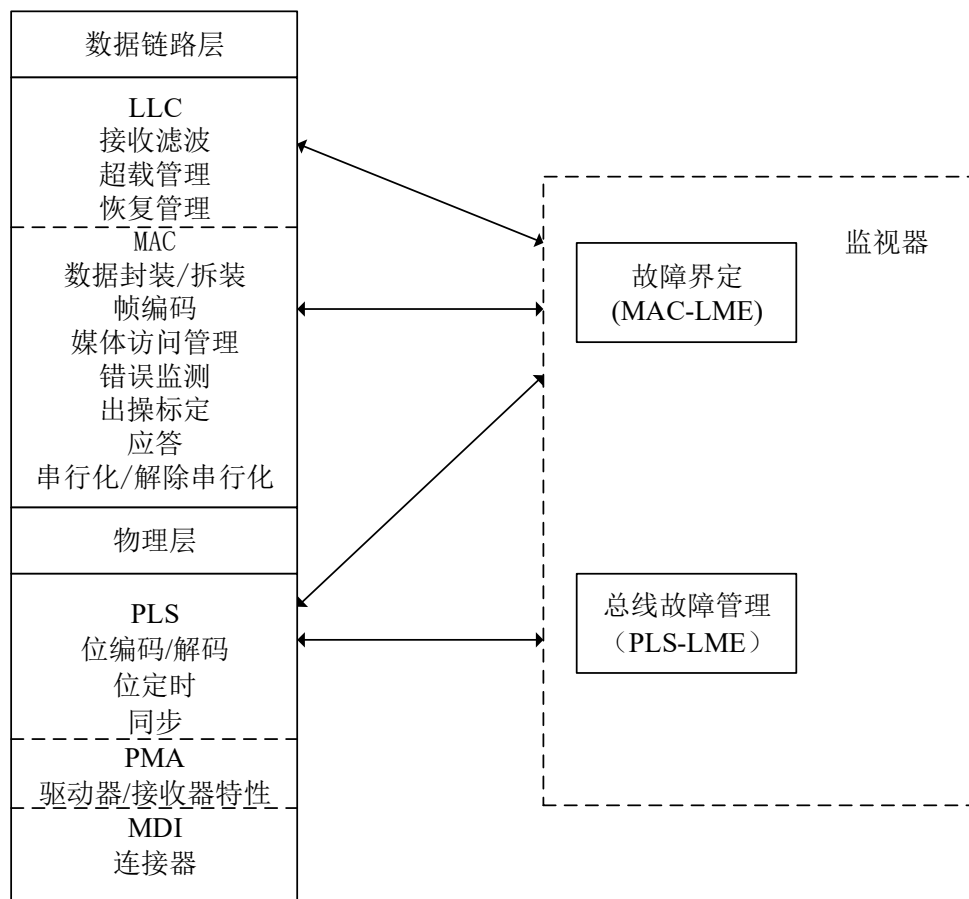 数据链路层
LLC
接收滤波
超载管理
恢复管理
MAC
数据封装/拆装
帧编码
媒体访问管理
错误监测
出操标定
应答
串行化/解除串行化
物理层
PLS
位编码/解码
位定时
同步
PMA
驱动器/接收器特性
MDI
连接器
监视器
故障界定
(MAC-LME)
总线故障管理
（PLS-LME）